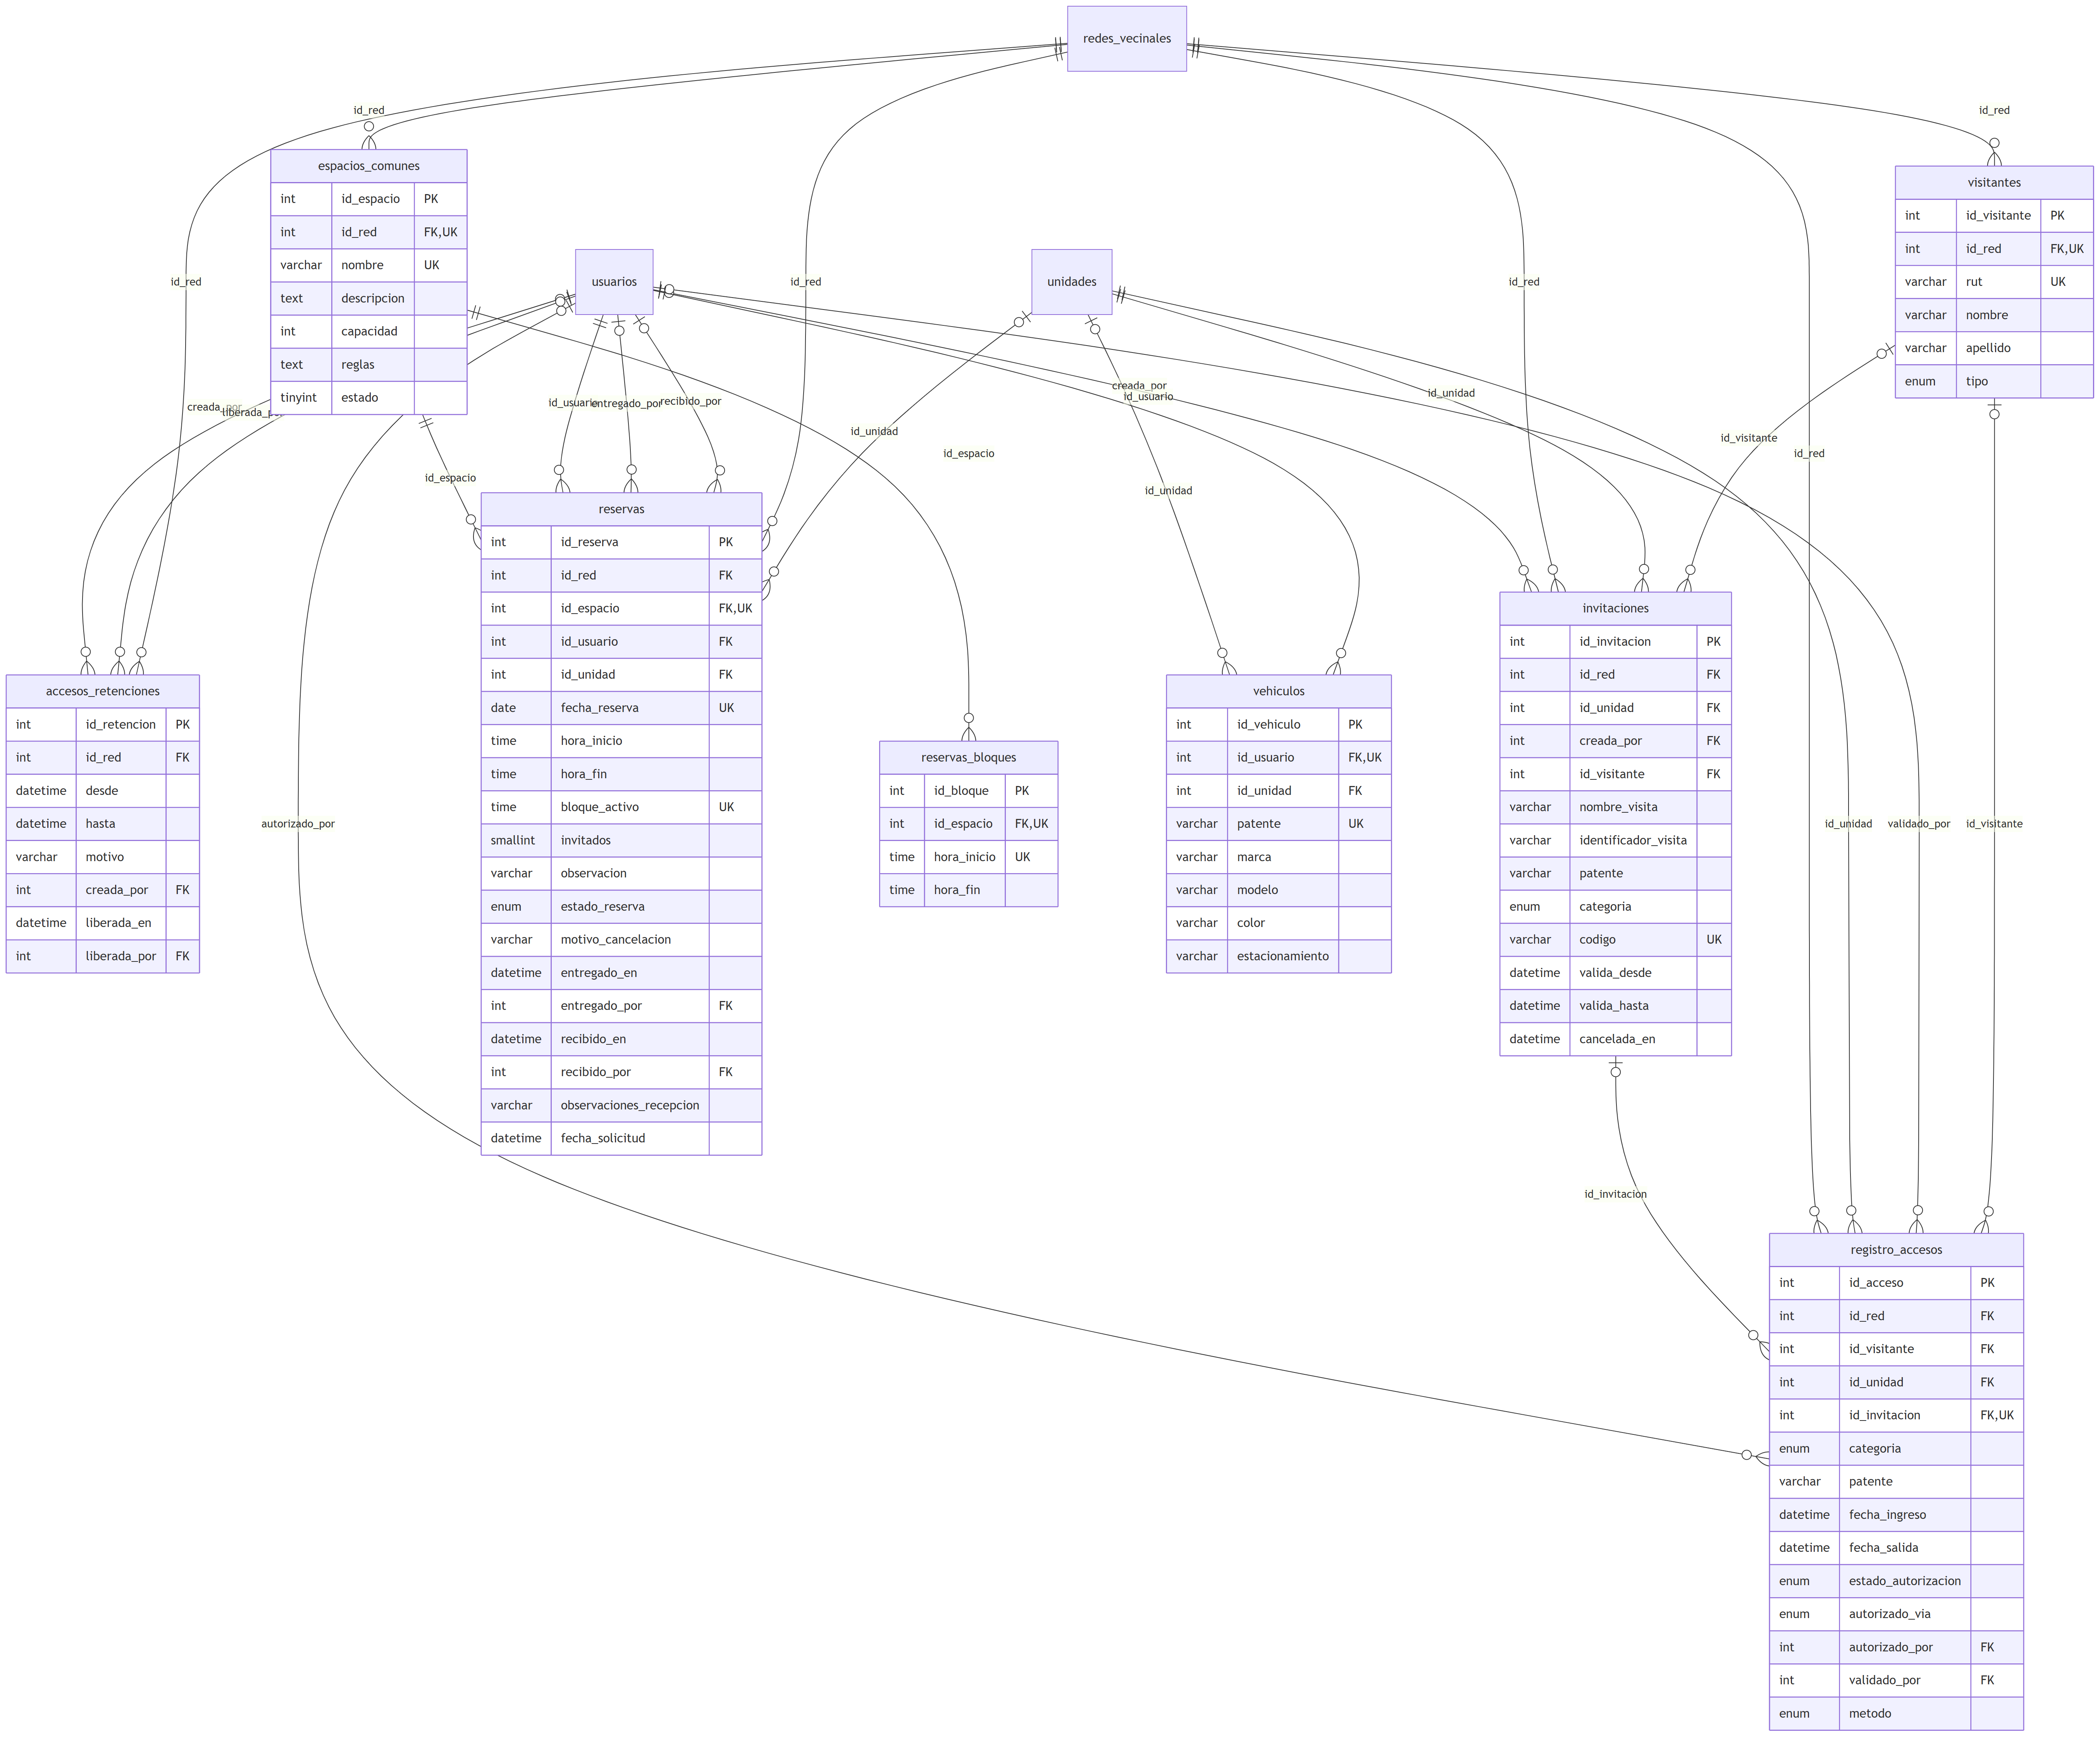 redes_vecinales
id_red
id_red
espacios_comunes
int id_espacio PK
int id_red FK,UK
varchar nombre UK
text descripcion
int capacidad
text reglas
tinyint estado
visitantes
int id_visitante PK
int id_red FK,UK
varchar rut UK
varchar nombre
varchar apellido
enum tipo
usuarios
unidades
id_red
id_red
id_red
creada_por
id_usuario
id_unidad
creada_por
liberada_por
id_usuario
entregado_por
recibido_por
id_unidad
id_visitante
id_espacio
id_espacio
id_red
id_unidad
reservas
int id_reserva PK
int id_red FK
int id_espacio FK,UK
int id_usuario FK
int id_unidad FK
date fecha_reserva UK
time hora_inicio
time hora_fin
time bloque_activo UK
smallint invitados
varchar observacion
enum estado_reserva
varchar motivo_cancelacion
datetime entregado_en
int entregado_por FK
datetime recibido_en
int recibido_por FK
varchar observaciones_recepcion
datetime fecha_solicitud
invitaciones
int id_invitacion PK
int id_red FK
int id_unidad FK
int creada_por FK
int id_visitante FK
varchar nombre_visita
varchar identificador_visita
varchar patente
enum categoria
varchar codigo UK
datetime valida_desde
datetime valida_hasta
datetime cancelada_en
accesos_retenciones
int id_retencion PK
int id_red FK
datetime desde
datetime hasta
varchar motivo
int creada_por FK
datetime liberada_en
int liberada_por FK
vehiculos
int id_vehiculo PK
int id_usuario FK,UK
int id_unidad FK
varchar patente UK
varchar marca
varchar modelo
varchar color
varchar estacionamiento
reservas_bloques
int id_bloque PK
int id_espacio FK,UK
time hora_inicio UK
time hora_fin
autorizado_por
id_unidad
validado_por
id_visitante
id_invitacion
registro_accesos
int id_acceso PK
int id_red FK
int id_visitante FK
int id_unidad FK
int id_invitacion FK,UK
enum categoria
varchar patente
datetime fecha_ingreso
datetime fecha_salida
enum estado_autorizacion
enum autorizado_via
int autorizado_por FK
int validado_por FK
enum metodo